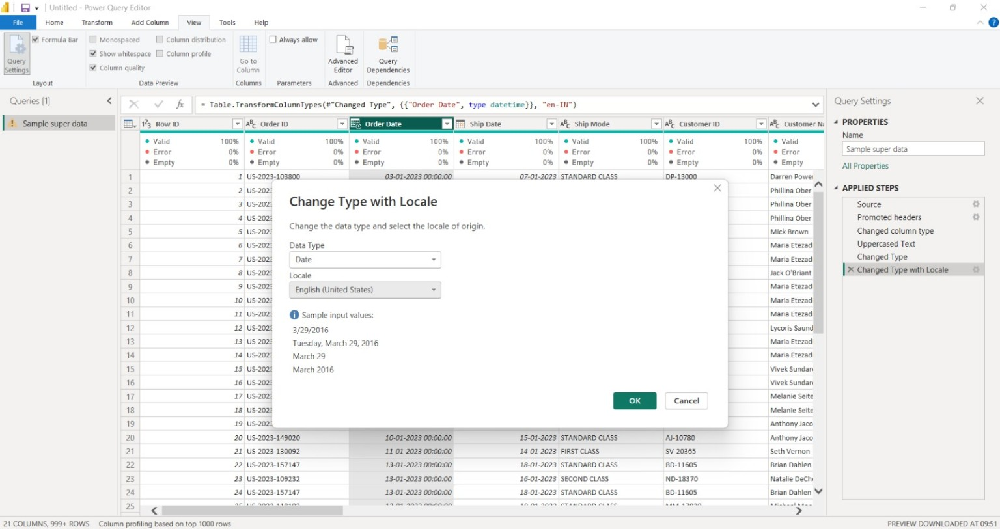 Untitled - Power Query Editor
File Home Transform Add Column View Tools Help
Query Settings
Formula Bar
Layout
Monospaced Column distribution
Show whitespace Column profile
Column quality
Data Preview
Go to Column
Columns
Always allow
Parameters
Advanced Editor
Advanced
Query Dependencies
Dependencies
Queries [1]
Sample super data
fx = Table.TransformColumnTypes(#"Changed Type", {{"Order Date", type datetime}}, "en-IN")
Row ID Order ID Order Date Ship Date Ship Mode Customer ID Customer Na
Valid 100% Valid 100% Valid 100% Valid 100% Valid 100% Valid 100% Valid
Error 0% Error 0% Error 0% Error 0% Error 0% Error 0% Error
Empty 0% Empty 0% Empty 0% Empty 0% Empty 0% Empty 0% Empty
1 1 US-2023-103800 03-01-2023 00:00:00 07-01-2023 STANDARD CLASS DP-13000 Darren Powe
2 2 US-202 Phillina Ober
3 3 US-202 Phillina Ober
4 4 US-202 Phillina Ober
5 5 US-202 Mick Brown
6 6 US-202 Maria Etezad
7 7 US-202 Maria Etezad
8 8 US-202 Jack O'Briant
9 9 US-202 Maria Etezad
10 10 US-202 Maria Etezad
11 11 US-202 Maria Etezad
12 12 US-202 Lycoris Saund
13 13 US-202 Maria Etezad
14 14 US-202 Maria Etezad
15 15 US-202 Vivek Sundar
16 16 US-202 Vivek Sundar
17 17 US-202 Melanie Seite
18 18 US-202 Melanie Seite
19 19 US-202 Anthony Jaco
20 20 US-2023-149020 10-01-2023 00:00:00 15-01-2023 STANDARD CLASS AJ-10780 Anthony Jaco
21 21 US-2023-130092 11-01-2023 00:00:00 14-01-2023 FIRST CLASS SV-20365 Seth Vernon
22 22 US-2023-157147 13-01-2023 00:00:00 18-01-2023 STANDARD CLASS BD-11605 Brian Dahlen
23 23 US-2023-109232 13-01-2023 00:00:00 16-01-2023 SECOND CLASS ND-18370 Natalie DeCh
24 24 US-2023-157147 13-01-2023 00:00:00 18-01-2023 STANDARD CLASS BD-11605 Brian Dahlen
25
Change Type with Locale
Change the data type and select the locale of origin.
Data Type
Date
Locale
English (United States)
Sample input values:
3/29/2016
Tuesday, March 29, 2016
March 29
March 2016
OK Cancel
Query Settings
PROPERTIES
Name
Sample super data
All Properties
APPLIED STEPS
Source
Promoted headers
Changed column type
Uppercased Text
Changed Type
Changed Type with Locale
21 COLUMNS, 999+ ROWS Column profiling based on top 1000 rows
PREVIEW DOWNLOADED AT 09:51